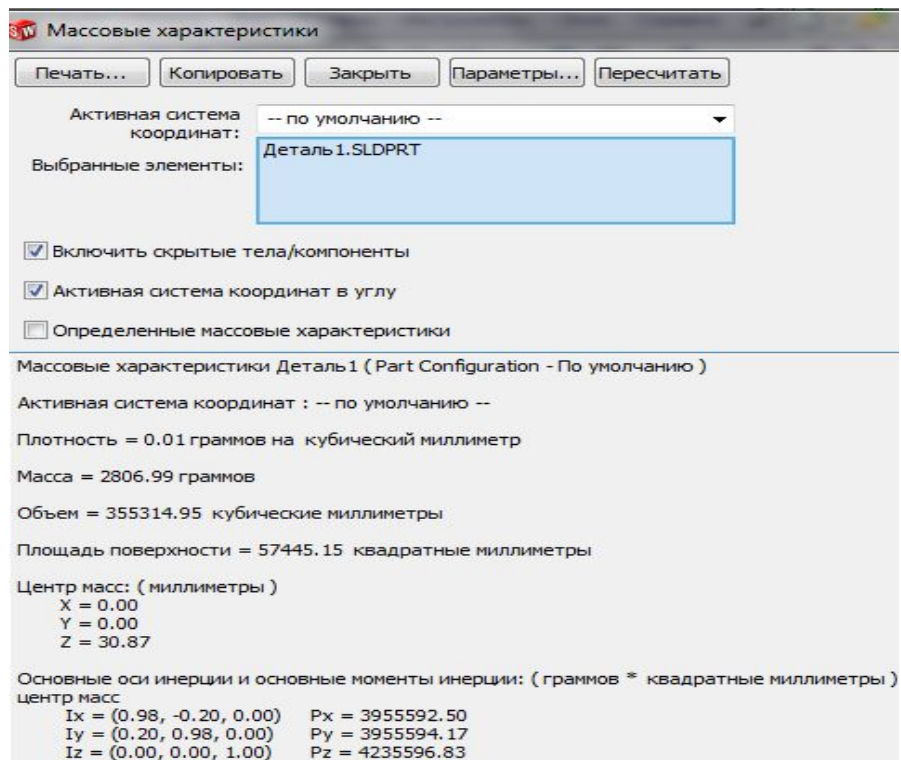 SW Массовые характеристики
Печать... Копировать Закрыть Параметры... Пересчитать
Активная система координат: -- по умолчанию --
Выбранные элементы: Деталь1.SLDPRT
Включить скрытые тела/компоненты
Активная система координат в углу
Определенные массовые характеристики
Массовые характеристики Деталь1 ( Part Configuration - По умолчанию )
Активная система координат : -- по умолчанию --
Плотность = 0.01 граммов на кубический миллиметр
Масса = 2806.99 граммов
Объем = 355314.95 кубические миллиметры
Площадь поверхности = 57445.15 квадратные миллиметры
Центр масс: ( миллиметры )
X = 0.00
Y = 0.00
Z = 30.87
Основные оси инерции и основные моменты инерции: ( граммов * квадратные миллиметры )
центр масс
Ix = (0.98, -0.20, 0.00) Px = 3955592.50
Iy = (0.20, 0.98, 0.00) Py = 3955594.17
Iz = (0.00, 0.00, 1.00) Pz = 4235596.83